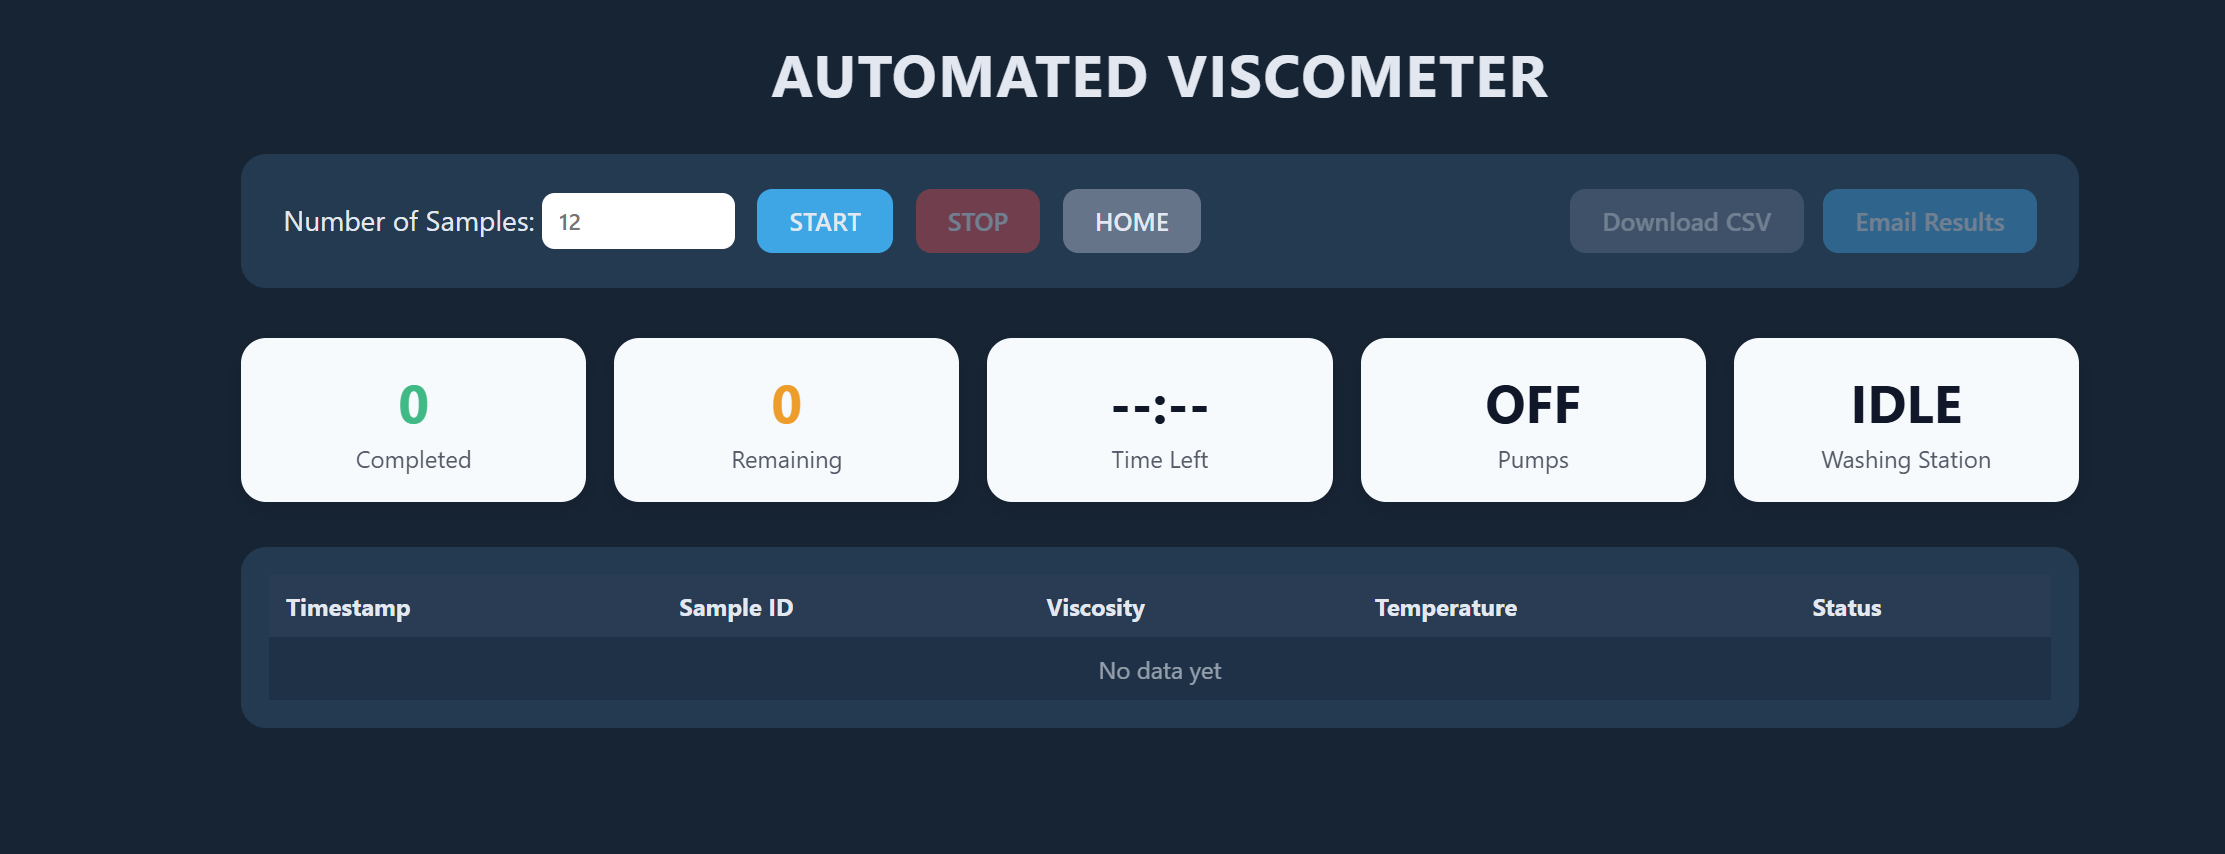 AUTOMATED VISCOMETER
Number of Samples: 12 START STOP HOME Download CSV Email Results
0 0 --:-- OFF IDLE
Completed Remaining Time Left Pumps Washing Station
Timestamp Sample ID Viscosity Temperature Status
No data yet